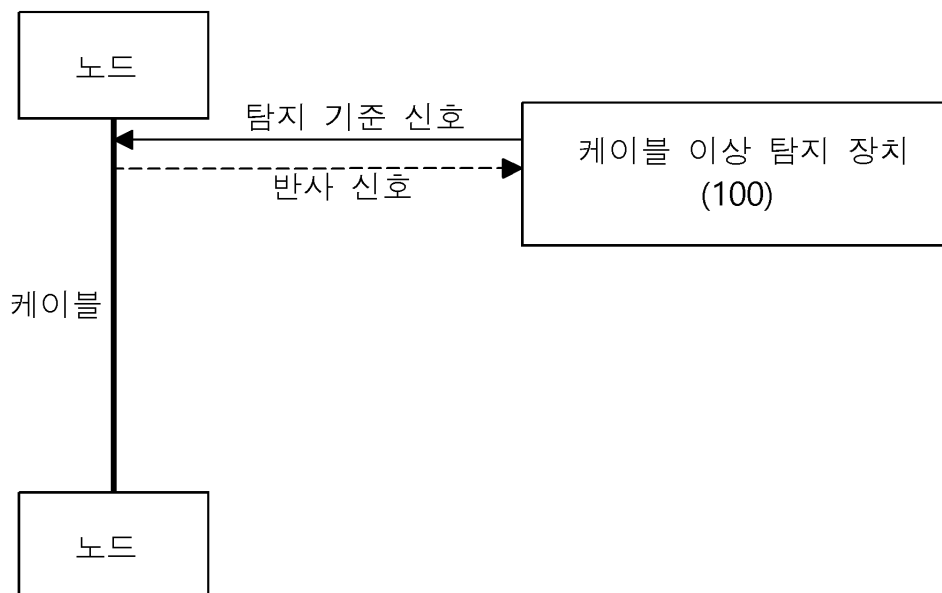 노드
탐지 기준 신호
케이블 이상 탐지 장치
(100)
반사 신호
케이블
노드